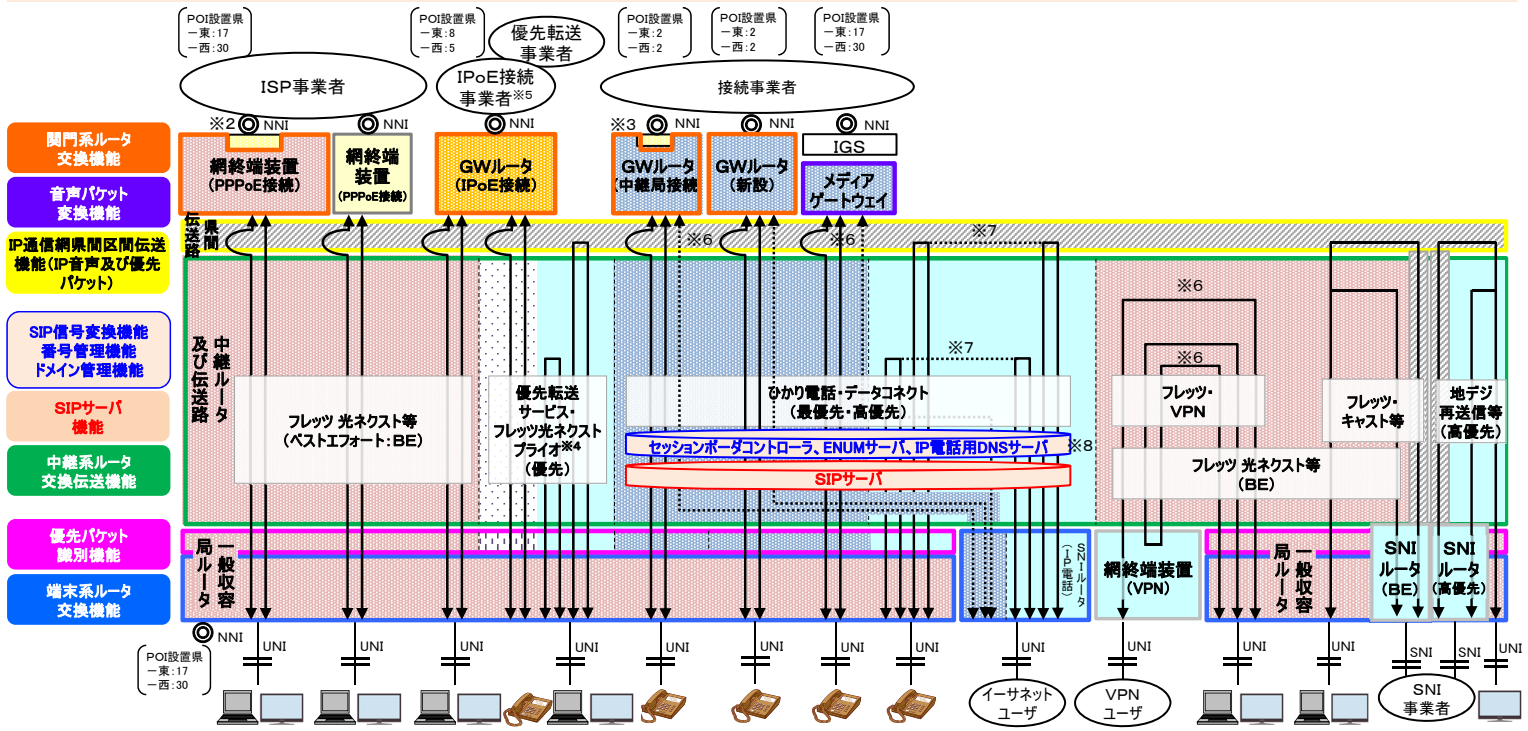 POI設置県
－東：17
－西：30
POI設置県
－東：8
－西：5
優先転送
事業者
POI設置県
－東：2
－西：2
POI設置県
－東：2
－西：2
POI設置県
－東：17
－西：30
ISP事業者
IPoE接続
事業者※5
接続事業者
※2
NNI
NNI
NNI
※3
NNI
NNI
NNI
関門系ルータ
交換機能
音声パケット
変換機能
IP通信網県間区間伝送
機能(IP音声及び優先
パケット)
SIP信号変換機能
番号管理機能
ドメイン管理機能
SIPサーバ
機能
中継系ルータ
交換伝送機能
優先パケット
識別機能
端末系ルータ
交換機能
網終端装置
(PPPoE接続)
網終端
装置
(PPPoE接続)
GWルータ
(IPoE接続)
GWルータ
(中継局接続
GWルータ
(新設)
IGS
メディア
ゲートウェイ
県間
伝送路
※6
※6
※7
中継ルータ
及び伝送路
※7
※6
※6
フレッツ 光ネクスト等
(ベストエフォート：BE)
優先転送
サービス・
フレッツ光ネクスト
プライオ※4
(優先)
ひかり電話・データコネクト
(最優先・高優先)
セッションボーダコントローラ、ENUMサーバ、IP電話用DNSサーバ
※8
SIPサーバ
フレッツ・
VPN
フレッツ 光ネクスト等
(BE)
フレッツ・
キャスト等
地デジ
再送信等
(高優先)
一般収容
局ルータ
SNIルータ
(IP電話)
網終端装置
(VPN)
一般収容
局ルータ
SNI
ルータ
(BE)
SNI
ルータ
(高優先)
NNI
POI設置県
－東：17
－西：30
UNI
UNI
UNI
UNI
UNI
UNI
UNI
UNI
UNI
UNI
UNI
UNI
SNI
SNI
UNI
イーサネット
ユーザ
VPN
ユーザ
SNI
事業者